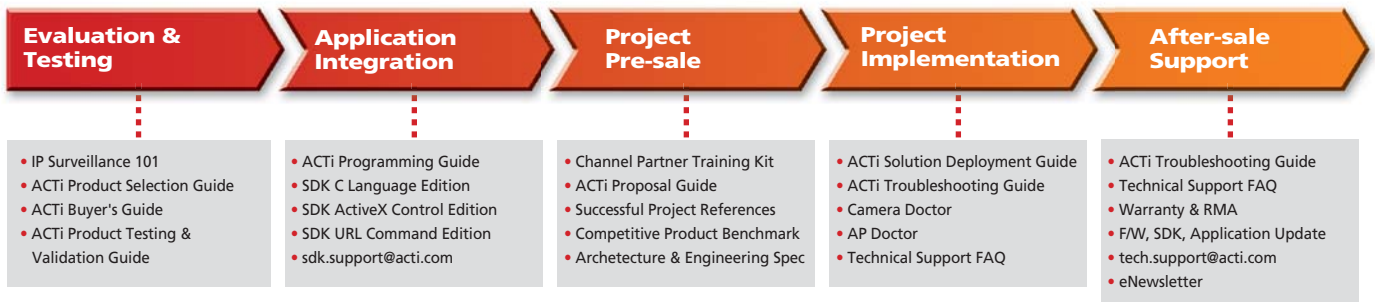 Evaluation &
Testing
Application
Integration
Project
Pre-sale
Project
Implementation
After-sale
Support
• IP Surveillance 101
• ACTi Product Selection Guide
• ACTi Buyer's Guide
• ACTi Product Testing &
Validation Guide
• ACTi Programming Guide
• SDK C Language Edition
• SDK ActiveX Control Edition
• SDK URL Command Edition
• sdk.support@acti.com
• Channel Partner Training Kit
• ACTi Proposal Guide
• Successful Project References
• Competitive Product Benchmark
• Archetecture & Engineering Spec
• ACTi Solution Deployment Guide
• ACTi Troubleshooting Guide
• Camera Doctor
• AP Doctor
• Technical Support FAQ
• ACTi Troubleshooting Guide
• Technical Support FAQ
• Warranty & RMA
• F/W, SDK, Application Update
• tech.support@acti.com
• eNewsletter